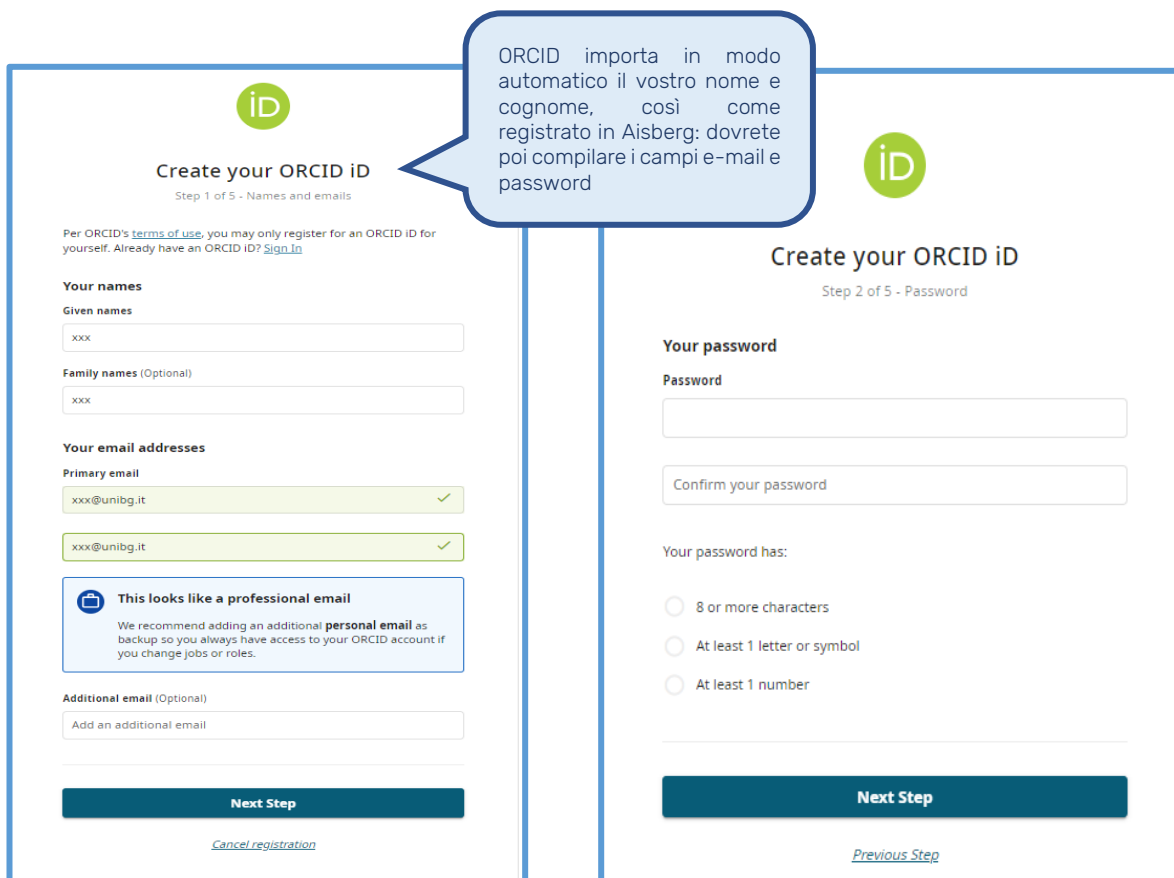 ORCID importa in modo
automatico il vostro nome e
cognome, così come
registrato in Aisberg: dovrete
poi compilare i campi e-mail e
password
iD
Create your ORCID iD
Step 1 of 5 - Names and emails
Per ORCID's terms of use, you may only register for an ORCID iD for
yourself. Already have an ORCID iD? Sign In
Your names
Given names
xxx
Family names (Optional)
xxx
Your email addresses
Primary email
xxx@unibg.it
xxx@unibg.it
This looks like a professional email
We recommend adding an additional personal email as
backup so you always have access to your ORCID account if
you change jobs or roles.
Additional email (Optional)
Add an additional email
Next Step
Cancel registration
iD
Create your ORCID iD
Step 2 of 5 - Password
Your password
Password
Confirm your password
Your password has:
8 or more characters
At least 1 letter or symbol
At least 1 number
Next Step
Previous Step